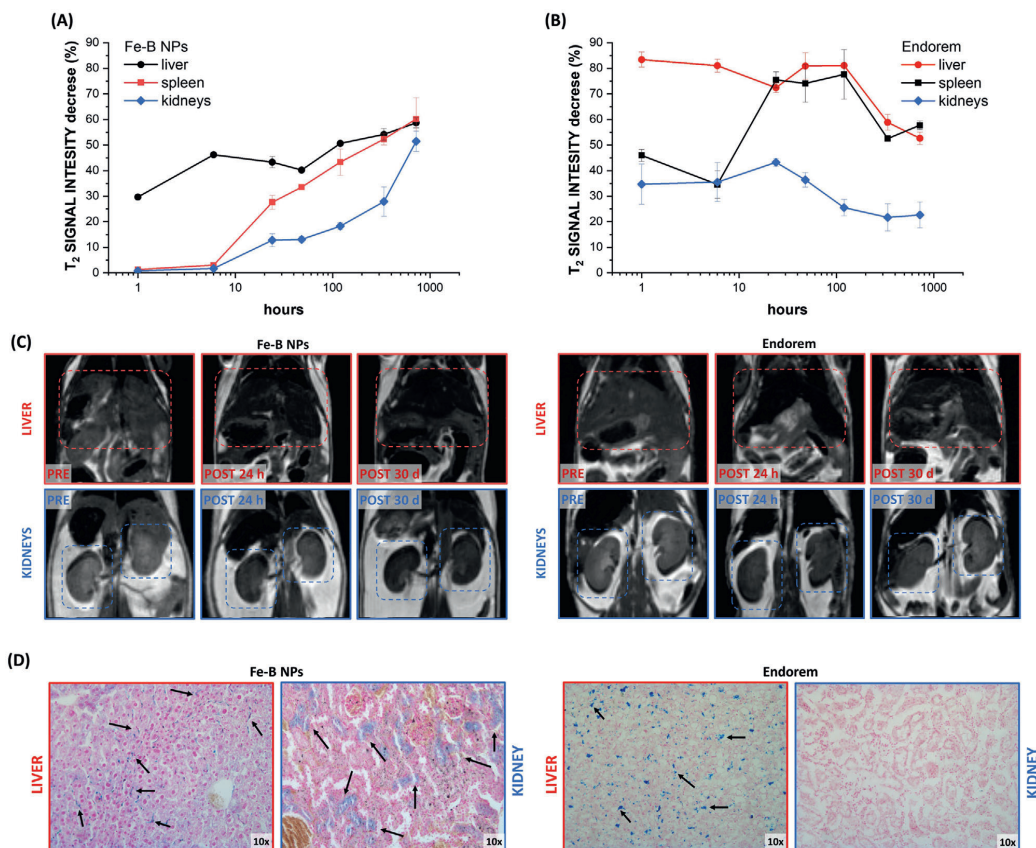 (A)
Fe-B NPs
liver
spleen
kidneys
T2 SIGNAL INTESITY decrese (%)
90
80
70
60
50
40
30
20
10
0
1
10
100
1000
hours
(B)
Endorem
liver
spleen
kidneys
T2 SIGNAL INTESITY decrese (%)
90
80
70
60
50
40
30
20
10
0
1
10
100
1000
hours
(C)
Fe-B NPs
Endorem
LIVER
PRE
POST 24 h
POST 30 d
LIVER
PRE
POST 24 h
POST 30 d
KIDNEYS
PRE
POST 24 h
POST 30 d
KIDNEYS
PRE
POST 24 h
POST 30 d
(D)
Fe-B NPs
Endorem
LIVER
10x
10x
KIDNEY
LIVER
10x
10x
KIDNEY